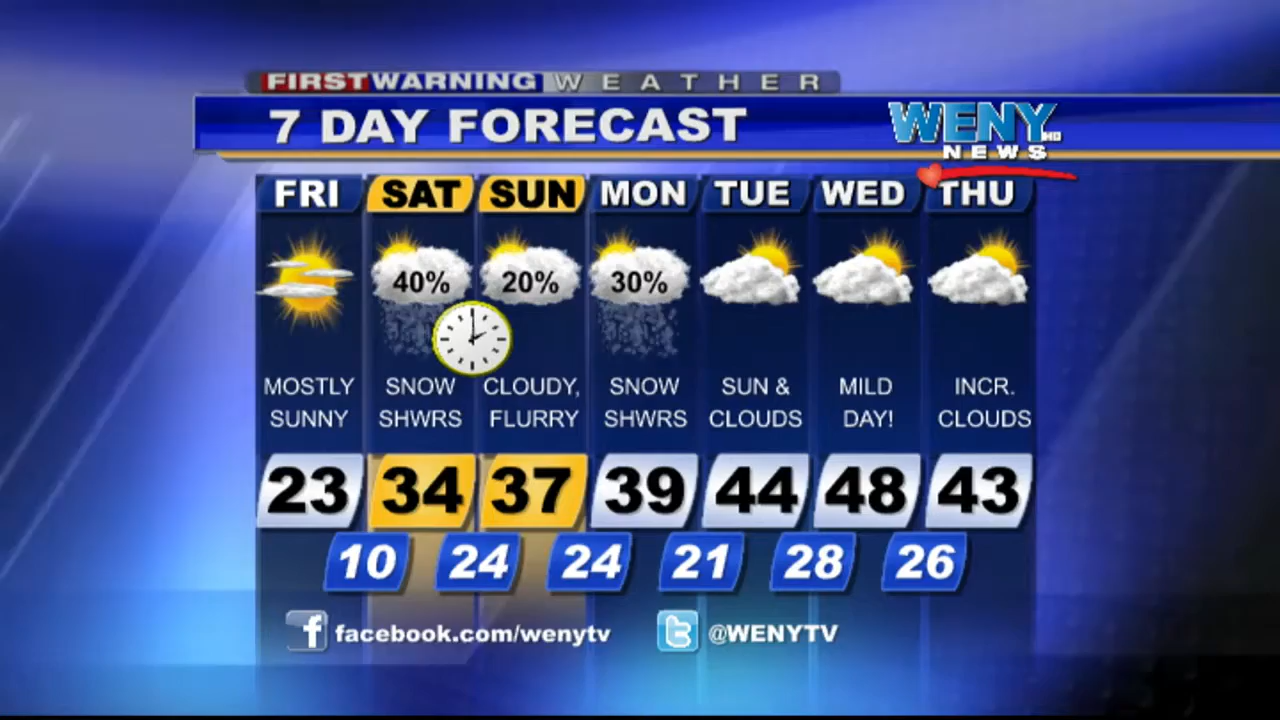 FIRSTWARNING WEATHER
7 DAY FORECAST
WENY HD
NEWS
FRI SAT SUN MON TUE WED THU
40% 20% 30%
MOSTLY SNOW CLOUDY, SNOW SUN & MILD INCR.
SUNNY SHWRS FLURRY SHWRS CLOUDS DAY! CLOUDS
23 34 37 39 44 48 43
10 24 24 21 28 26
f facebook.com/wenytv t @WENYTV